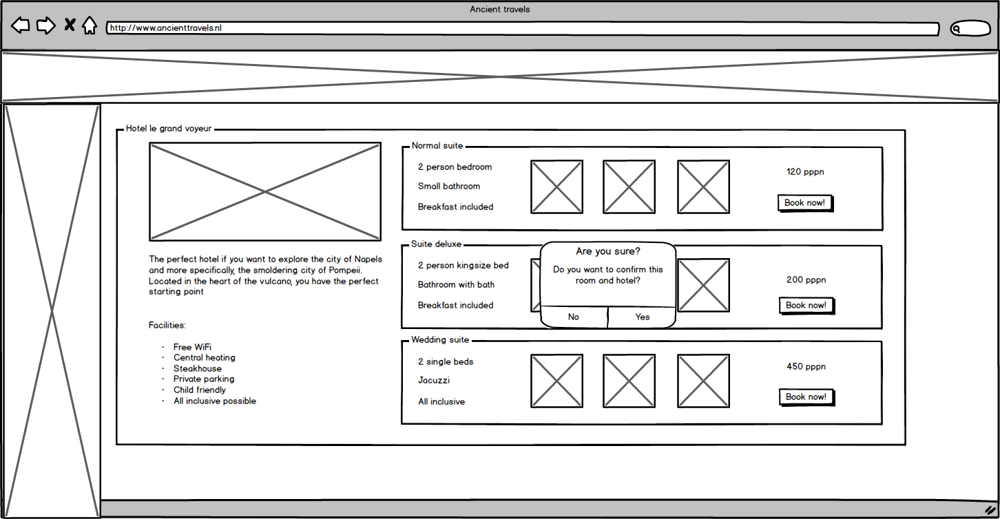 Ancient travels
http://www.ancienttravels.nl
Hotel le grand voyeur
The perfect hotel if you want to explore the city of Napels
and more specifically, the smoldering city of Pompeii.
Located in the heart of the vulcano, you have the perfect
starting point
Facilities:
· Free WiFi
· Central heating
· Steakhouse
· Private parking
· Child friendly
· All inclusive possible
Normal suite
2 person bedroom
Small bathroom
Breakfast included
120 pppn
Book now!
Suite deluxe
2 person kingsize bed
Bathroom with bath
Breakfast included
Are you sure?
Do you want to confirm this
room and hotel?
No
Yes
200 pppn
Book now!
Wedding suite
2 single beds
Jacuzzi
All inclusive
450 pppn
Book now!